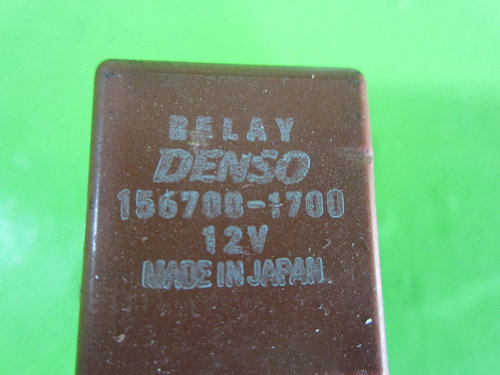 RELAY
DENSO
156700-1700
12V
MADE IN JAPAN